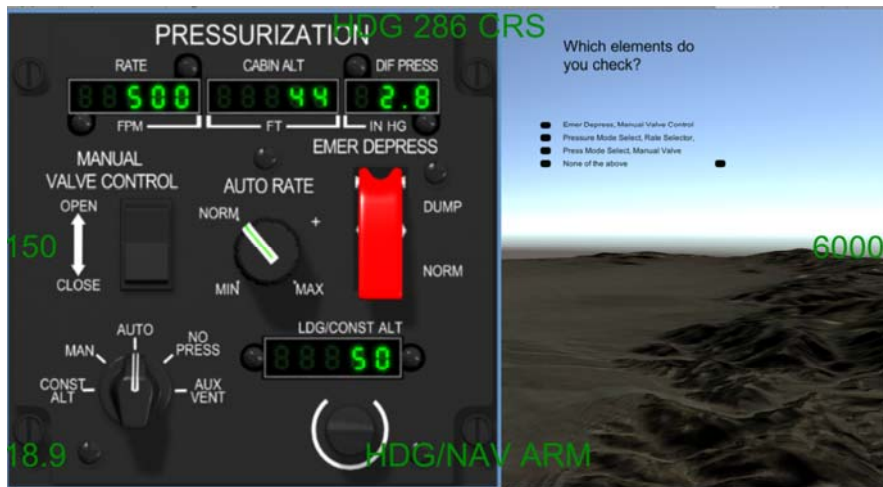 HDG 286 CRS
PRESSURIZATION
RATE CABIN ALT DIF PRESS
500 44 2.8
FPM FT IN HG
MANUAL VALVE CONTROL
OPEN
CLOSE
AUTO RATE
NORM
+
MIN MAX
EMER DEPRESS
DUMP
NORM
150
6000
LDG/CONST ALT
50
AUTO
MAN
NO PRESS
CONST ALT
AUX VENT
18.9
HDG/NAV ARM
Which elements do
you check?
Emer Depress, Manual Valve Control
Pressure Mode Select, Rate Selector,
Press Mode Select, Manual Valve
None of the above